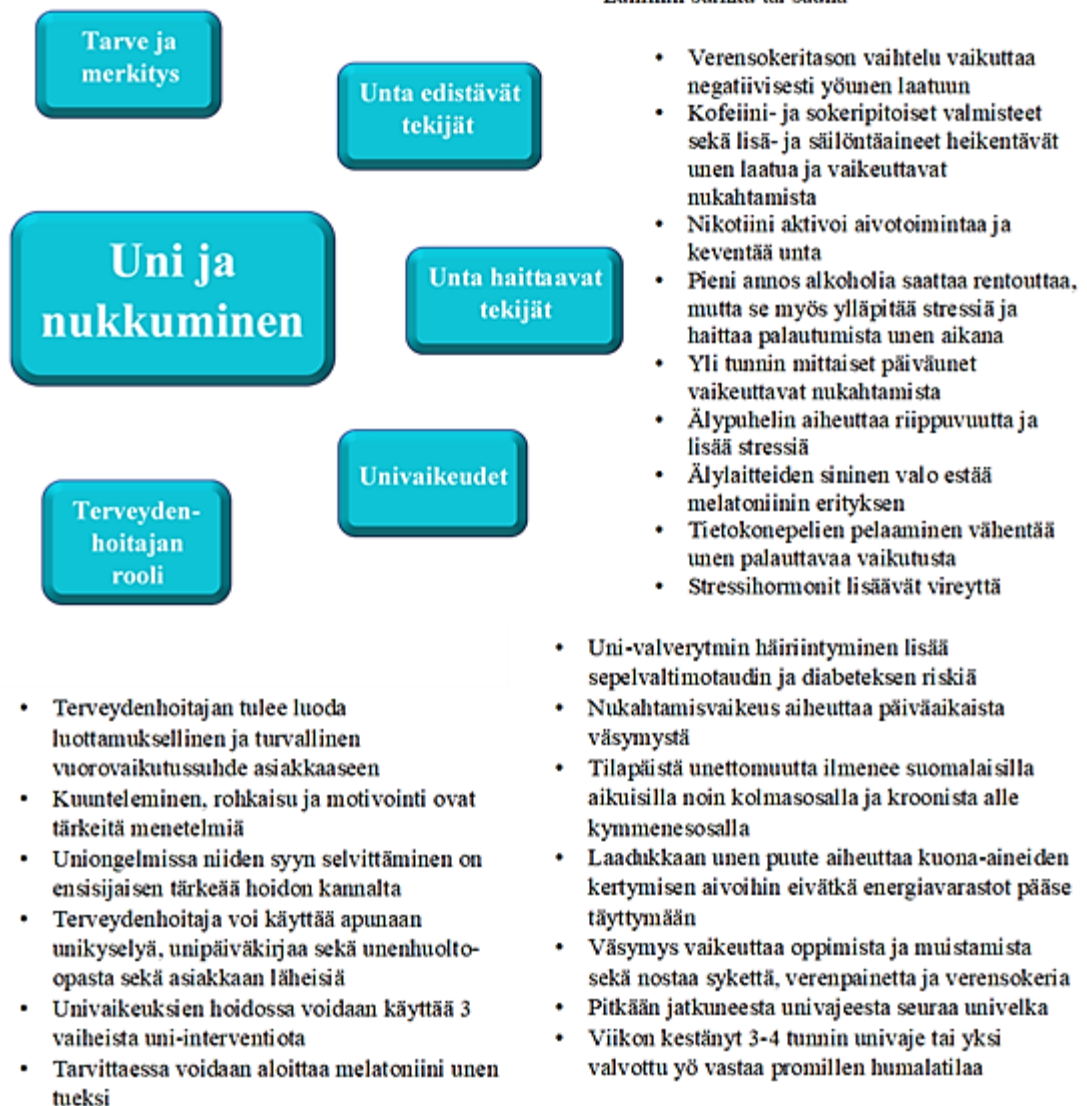 Tarve ja
merkitys
Unta edistävät
tekijät
Uni ja
nukkuminen
Unta haittaavat
tekijät
Univaikeudet
Terveyden-
hoitajan
rooli
• Verensokeritason vaihtelu vaikuttaa
negatiivisesti yöunen laatuun
• Kofeiini- ja sokeripitoiset valmisteet
sekä lisä- ja säilöntäaineet heikentävät
unen laatua ja vaikeuttavat
nukahtamista
• Nikotiini aktivoi aivotoimintaa ja
keventää unta
• Pieni annos alkoholia saattaa rentouttaa,
mutta se myös ylläpitää stressiä ja
haittaa palautumista unen aikana
• Yli tunnin mittaiset päiväunet
vaikeuttavat nukahtamista
• Älypuhelin aiheuttaa riippuvuutta ja
lisää stressiä
• Älylaitteiden sininen valo estää
melatoniinin erityksen
• Tietokonepelien pelaaminen vähentää
unen palauttavaa vaikutusta
• Stressihormonit lisäävät vireyttä
• Terveydenhoitajan tulee luoda
luottamuksellinen ja turvallinen
vuorovaikutussuhde asiakkaaseen
• Kuunteleminen, rohkaisu ja motivointi ovat
tärkeitä menetelmiä
• Uniongelmissa niiden syyn selvittäminen on
ensisijaisen tärkeää hoidon kannalta
• Terveydenhoitaja voi käyttää apunaan
unikyselyä, unipäiväkirjaa sekä unenhuolto-
opasta sekä asiakkaan läheisiä
• Univaikeuksien hoidossa voidaan käyttää 3
vaiheista uni-interventiota
• Tarvittaessa voidaan aloittaa melatoniini unen
tueksi
• Uni-valverytmin häiriintyminen lisää
sepelvaltimotaudin ja diabeteksen riskiä
• Nukahtamisvaikeus aiheuttaa päiväaikaista
väsymystä
• Tilapäistä unettomuutta ilmenee suomalaisilla
aikuisilla noin kolmasosalla ja kroonista alle
kymmenesosalla
• Laadukkaan unen puute aiheuttaa kuona-aineiden
kertymisen aivoihin eivätkä energiavarastot pääse
täyttymään
• Väsymys vaikeuttaa oppimista ja muistamista
sekä nostaa sykettä, verenpainetta ja verensokeria
• Pitkään jatkuneesta univajeesta seuraa univelka
• Viikon kestänyt 3-4 tunnin univaje tai yksi
valvottu yö vastaa promillen humalatilaa